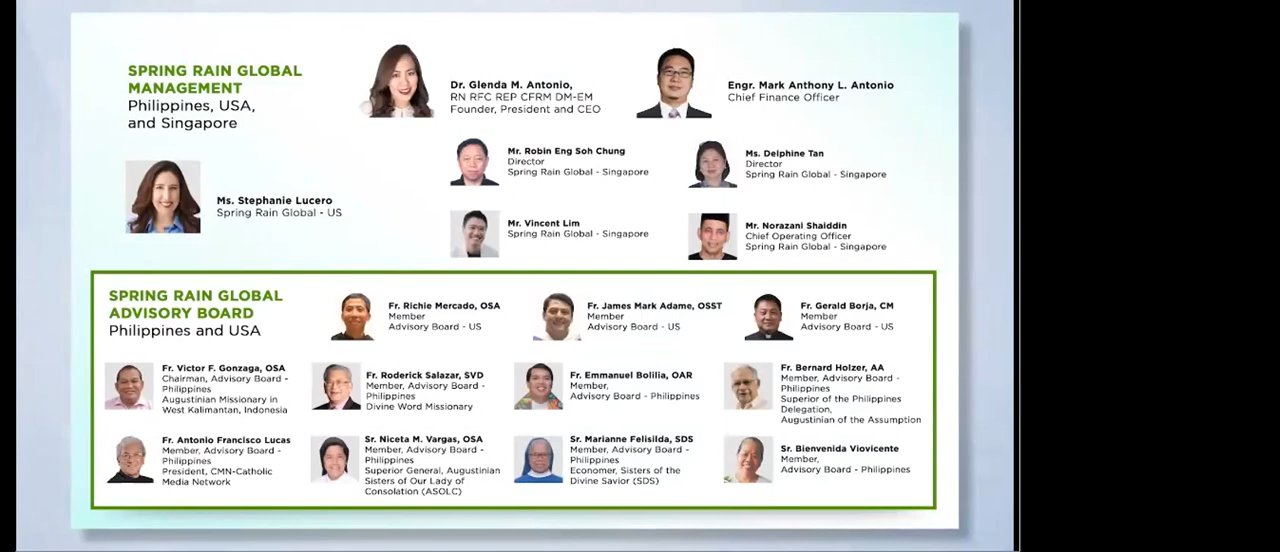 SPRING RAIN GLOBAL
MANAGEMENT
Philippines, USA,
and Singapore
Dr. Glenda M. Antonio,
RN RFC REP CFRM DM-EM
Founder, President and CEO
Engr. Mark Anthony L. Antonio
Chief Finance Officer
Mr. Robin Eng Soh Chung
Director
Spring Rain Global - Singapore
Ms. Delphine Tan
Director
Spring Rain Global - Singapore
Ms. Stephanie Lucero
Spring Rain Global - US
Mr. Vincent Lim
Spring Rain Global - Singapore
Mr. Norazani Shaiddin
Chief Operating Officer
Spring Rain Global - Singapore
SPRING RAIN GLOBAL
ADVISORY BOARD
Philippines and USA
Fr. Richie Mercado, OSA
Member
Advisory Board - US
Fr. James Mark Adame, OSST
Member
Advisory Board - US
Fr. Gerald Borja, CM
Member
Advisory Board - US
Fr. Victor F. Gonzaga, OSA
Chairman, Advisory Board -
Philippines
Augustinian Missionary in
West Kalimantan, Indonesia
Fr. Roderick Salazar, SVD
Member, Advisory Board -
Philippines
Divine Word Missionary
Fr. Emmanuel Bolilia, OAR
Member,
Advisory Board - Philippines
Fr. Bernard Holzer, AA
Member, Advisory Board -
Philippines
Superior of the Philippines
Delegation,
Augustinian of the Assumption
Fr. Antonio Francisco Lucas
Member, Advisory Board -
Philippines
President, CMN-Catholic
Media Network
Sr. Niceta M. Vargas, OSA
Member, Advisory Board -
Philippines
Superior General, Augustinian
Sisters of Our Lady of
Consolation (ASOLC)
Sr. Marianne Felisilda, SDS
Member, Advisory Board -
Philippines
Economer, Sisters of the
Divine Savior (SDS)
Sr. Bienvenida Viovicente
Member,
Advisory Board - Philippines